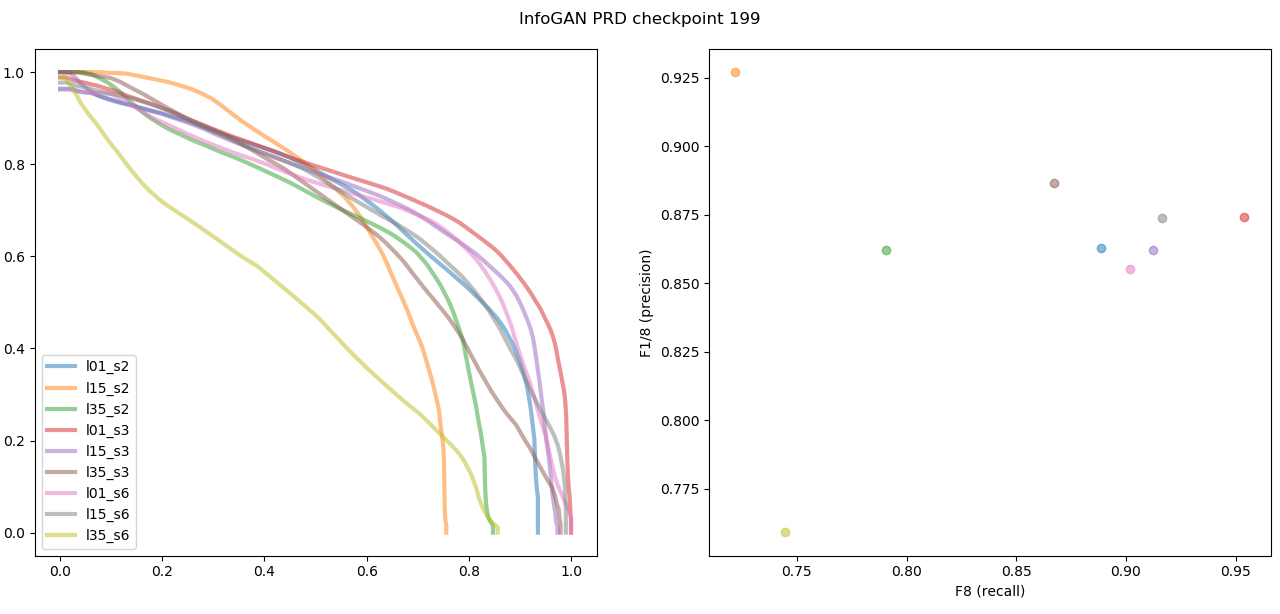 InfoGAN PRD checkpoint 199
1.0
0.8
0.6
0.4
0.2
0.0
l01_s2
l15_s2
l35_s2
l01_s3
l15_s3
l35_s3
l01_s6
l15_s6
l35_s6
0.0 0.2 0.4 0.6 0.8 1.0
F1/8 (precision)
0.925
0.900
0.875
0.850
0.825
0.800
0.775
0.75 0.80 0.85 0.90 0.95
F8 (recall)